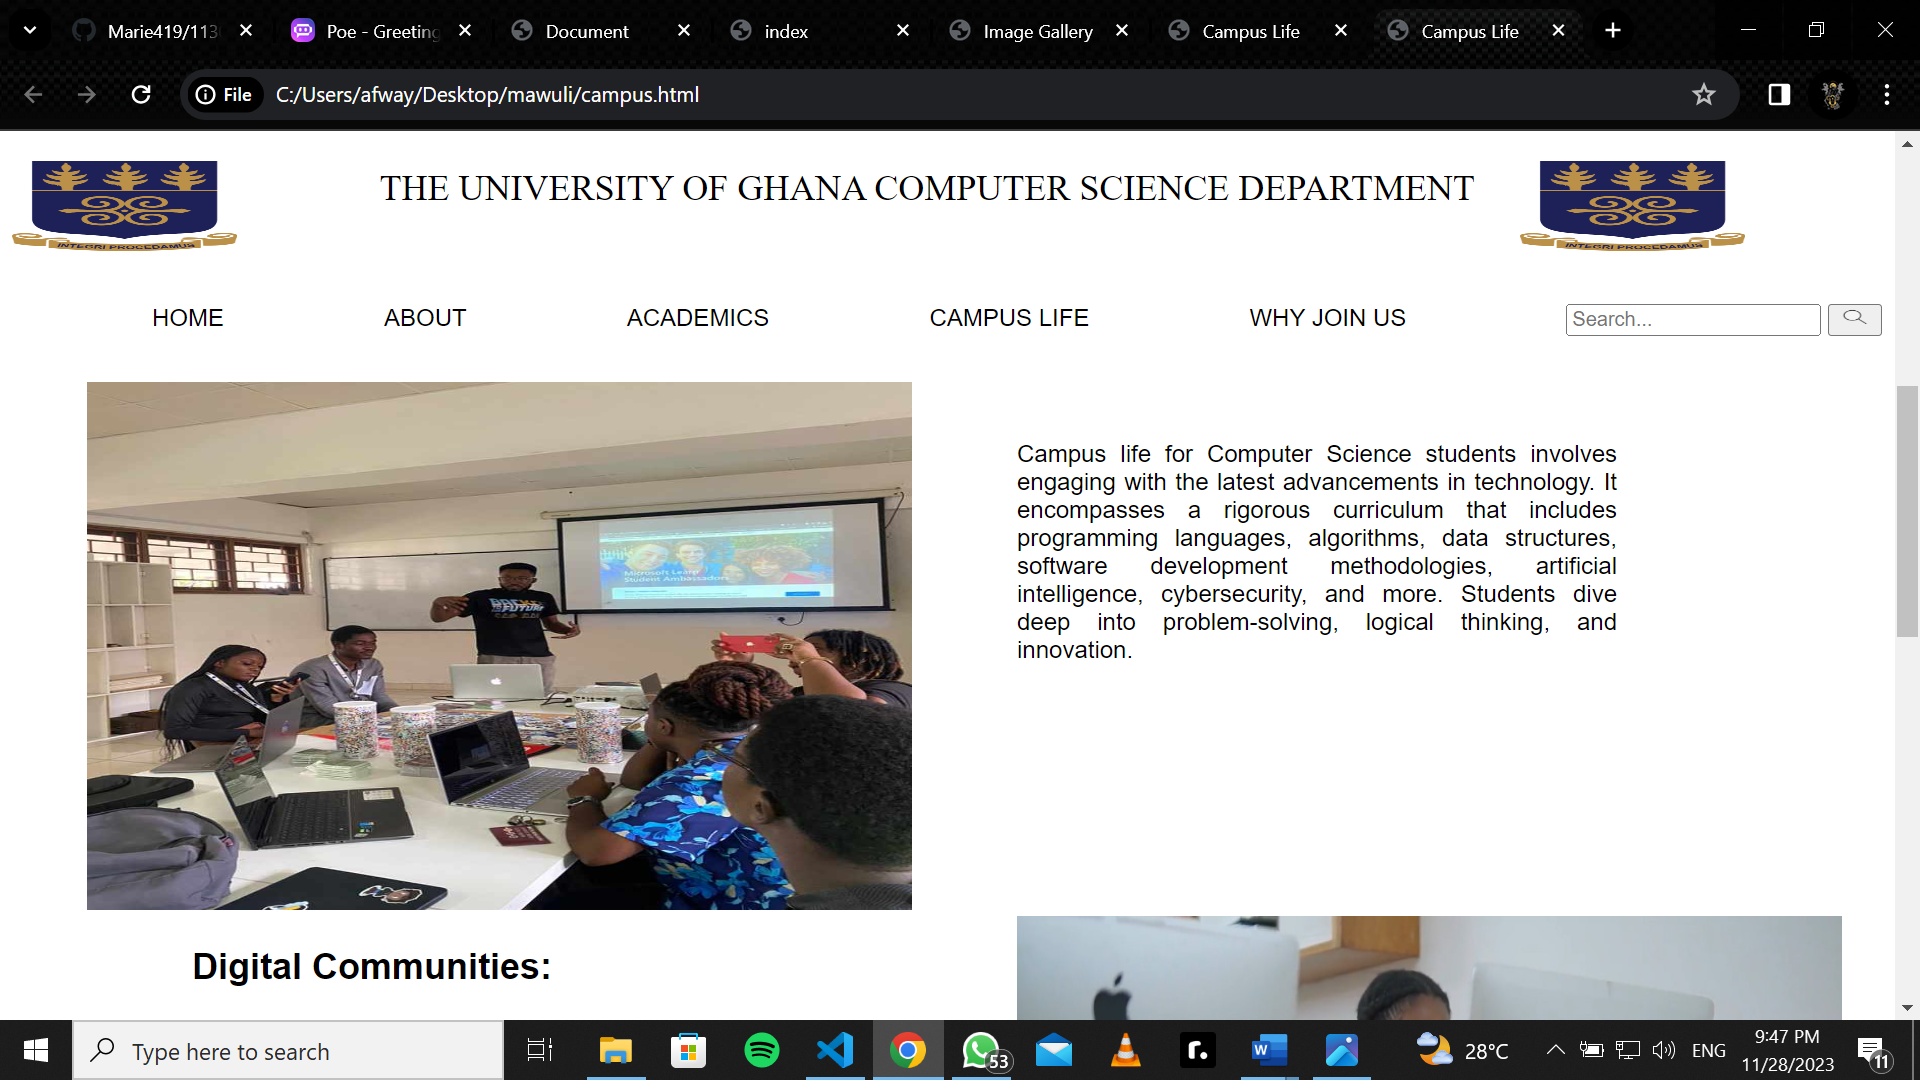 Marie419/113
Poe - Greeting
Document
index
Image Gallery
Campus Life
Campus Life
File
C:/Users/afway/Desktop/mawuli/campus.html
INTEGRI PROCEDAMUS
THE UNIVERSITY OF GHANA COMPUTER SCIENCE DEPARTMENT
INTEGRI PROCEDAMUS
HOME
ABOUT
ACADEMICS
CAMPUS LIFE
WHY JOIN US
Search...
Campus life for Computer Science students involves
engaging with the latest advancements in technology. It
encompasses a rigorous curriculum that includes
programming languages, algorithms, data structures,
software development methodologies, artificial
intelligence, cybersecurity, and more. Students dive
deep into problem-solving, logical thinking, and
innovation.
Microsoft Learn
Student Ambassadors
Digital Communities:
Type here to search
53
W
r.
28°C
ENG
9:47 PM
11/28/2023
11